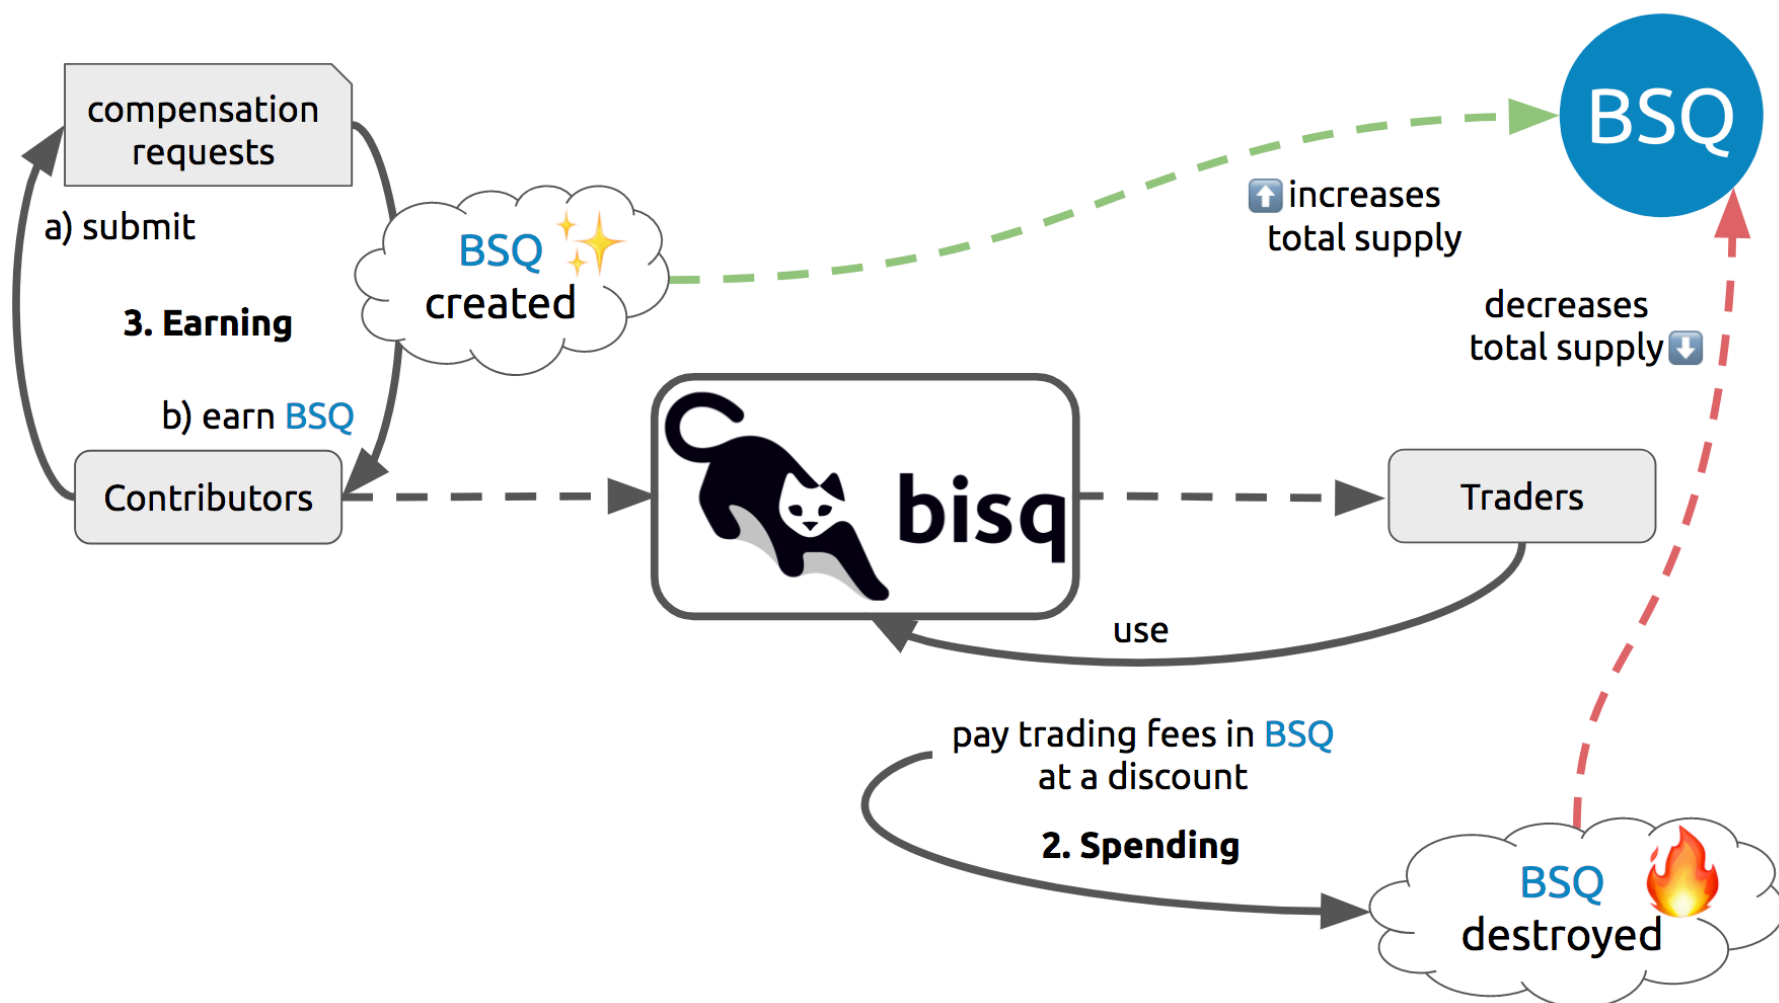 compensation
requests
a) submit
3. Earning
b) earn BSQ
Contributors
BSQ
created
increases
total supply
BSQ
decreases
total supply
bisq
Traders
use
pay trading fees in BSQ
at a discount
2. Spending
BSQ
destroyed